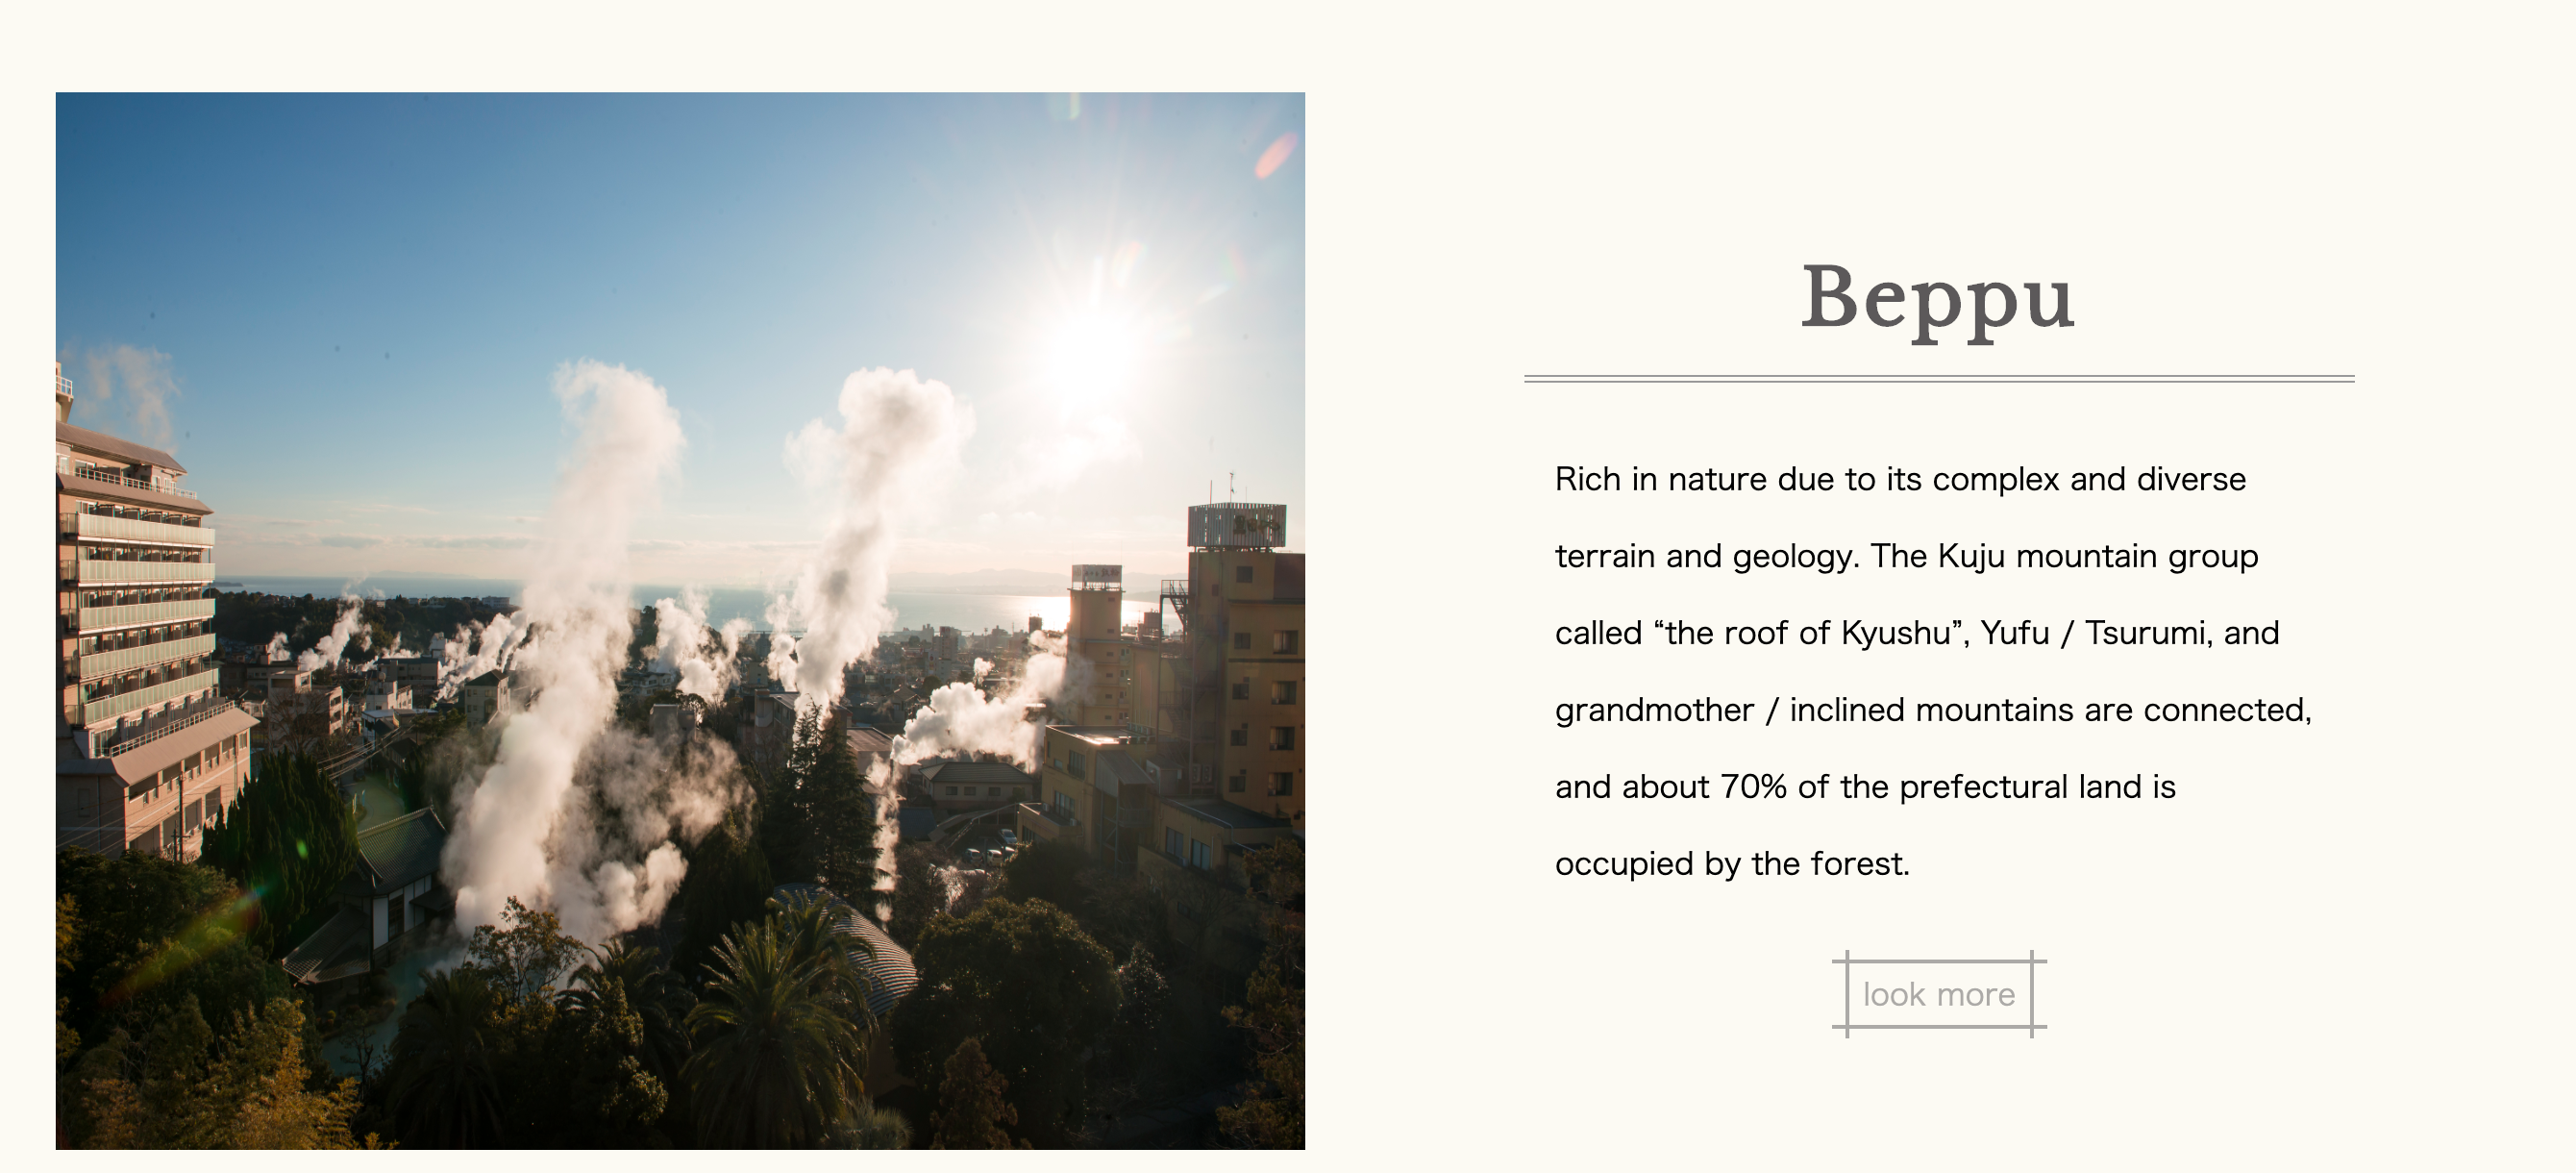 Beppu
Rich in nature due to its complex and diverse
terrain and geology. The Kuju mountain group
called “the roof of Kyushu”, Yufu / Tsurumi, and
grandmother / inclined mountains are connected,
and about 70% of the prefectural land is
occupied by the forest.
look more